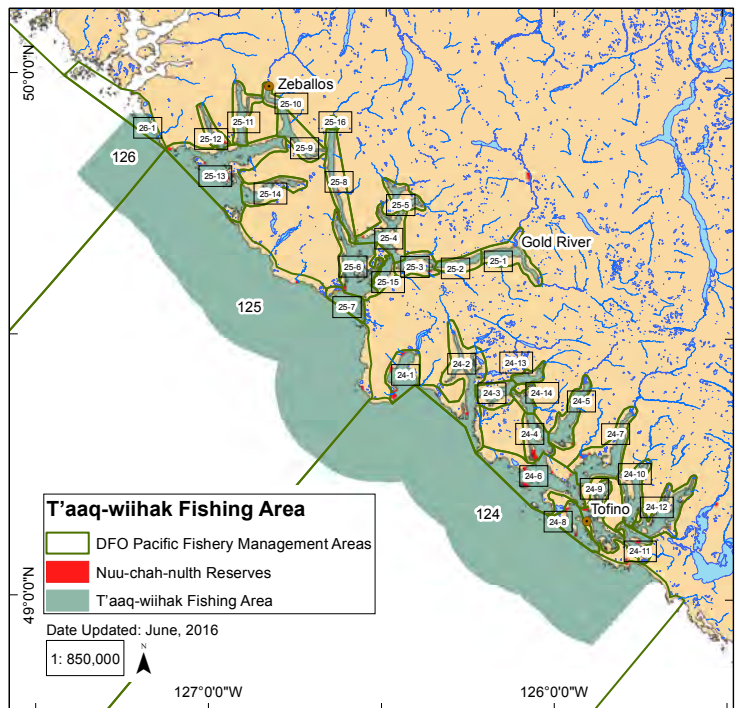 50°0'0"N
Zeballos
25-10
25-11
25-16
26-1
25-12
126
25-9
25-13
25-8
25-14
25-5
25-4
Gold River
25-6
25-3
25-2
25-1
25-15
125
25-7
24-2
24-13
24-1
24-3
24-14
24-5
24-4
24-7
24-6
24-10
24-9
T'aaq-wiihak Fishing Area
124
Tofino
24-12
24-8
DFO Pacific Fishery Management Areas
24-11
Nuu-chah-nulth Reserves
T'aaq-wiihak Fishing Area
49°0'0"N
Date Updated: June, 2016
N
1: 850,000
127°0'0"W
126°0'0"W